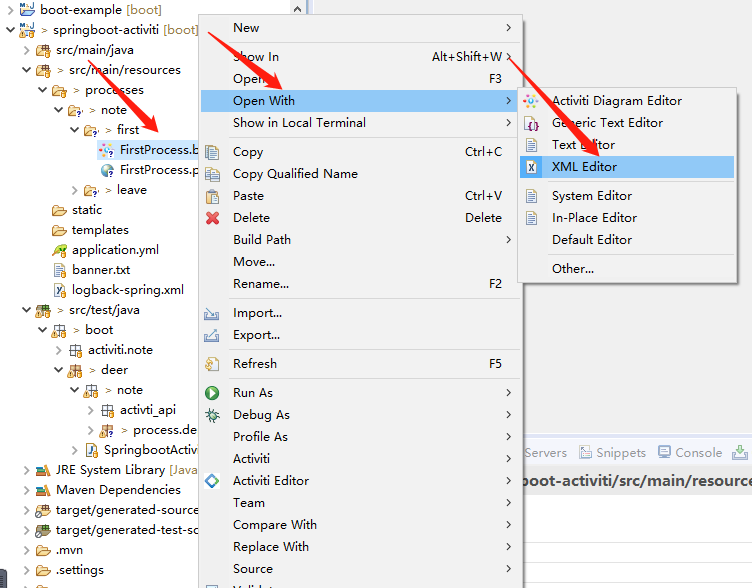 boot-example [boot]
> springboot-activiti [boot]
src/main/java
> src/main/resources
> processes
> note
> first
FirstProcess.b
FirstProcess.p
> leave
static
templates
application.yml
banner.txt
logback-spring.xml
> src/test/java
> boot
activiti.note
> deer
> note
activti_api
> process.de
SpringbootActiv
JRE System Library [Java
Maven Dependencies
target/generated-source
target/generated-test-so
.mvn
.settings
New
Show In Alt+Shift+W
Open F3
Open With
Show in Local Terminal
Copy Ctrl+C
Copy Qualified Name
Paste Ctrl+V
Delete Delete
Build Path
Move...
Rename... F2
Import...
Export...
Refresh F5
Run As
Debug As
Profile As
Activiti
Activiti Editor
Team
Compare With
Replace With
Source
Activiti Diagram Editor
Generic Text Editor
Text Editor
XML Editor
System Editor
In-Place Editor
Default Editor
Other...
Servers Snippets Console
boot-activiti/src/main/resource